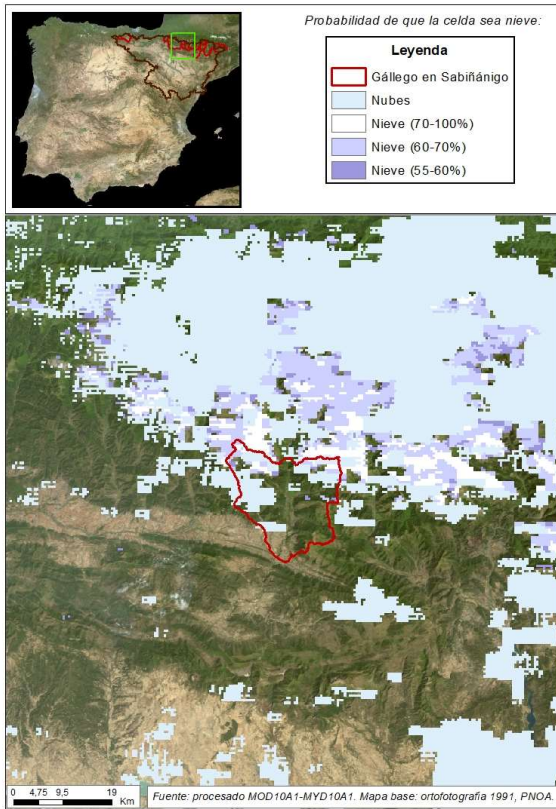 Probabilidad de que la celda sea nieve:
Leyenda
Gállego en Sabiñánigo
Nubes
Nieve (70-100%)
Nieve (60-70%)
Nieve (55-60%)
0 4,75 9,5 19
Km
Fuente: procesado MOD10A1-MYD10A1. Mapa base: ortofotografia 1991, PNOA.